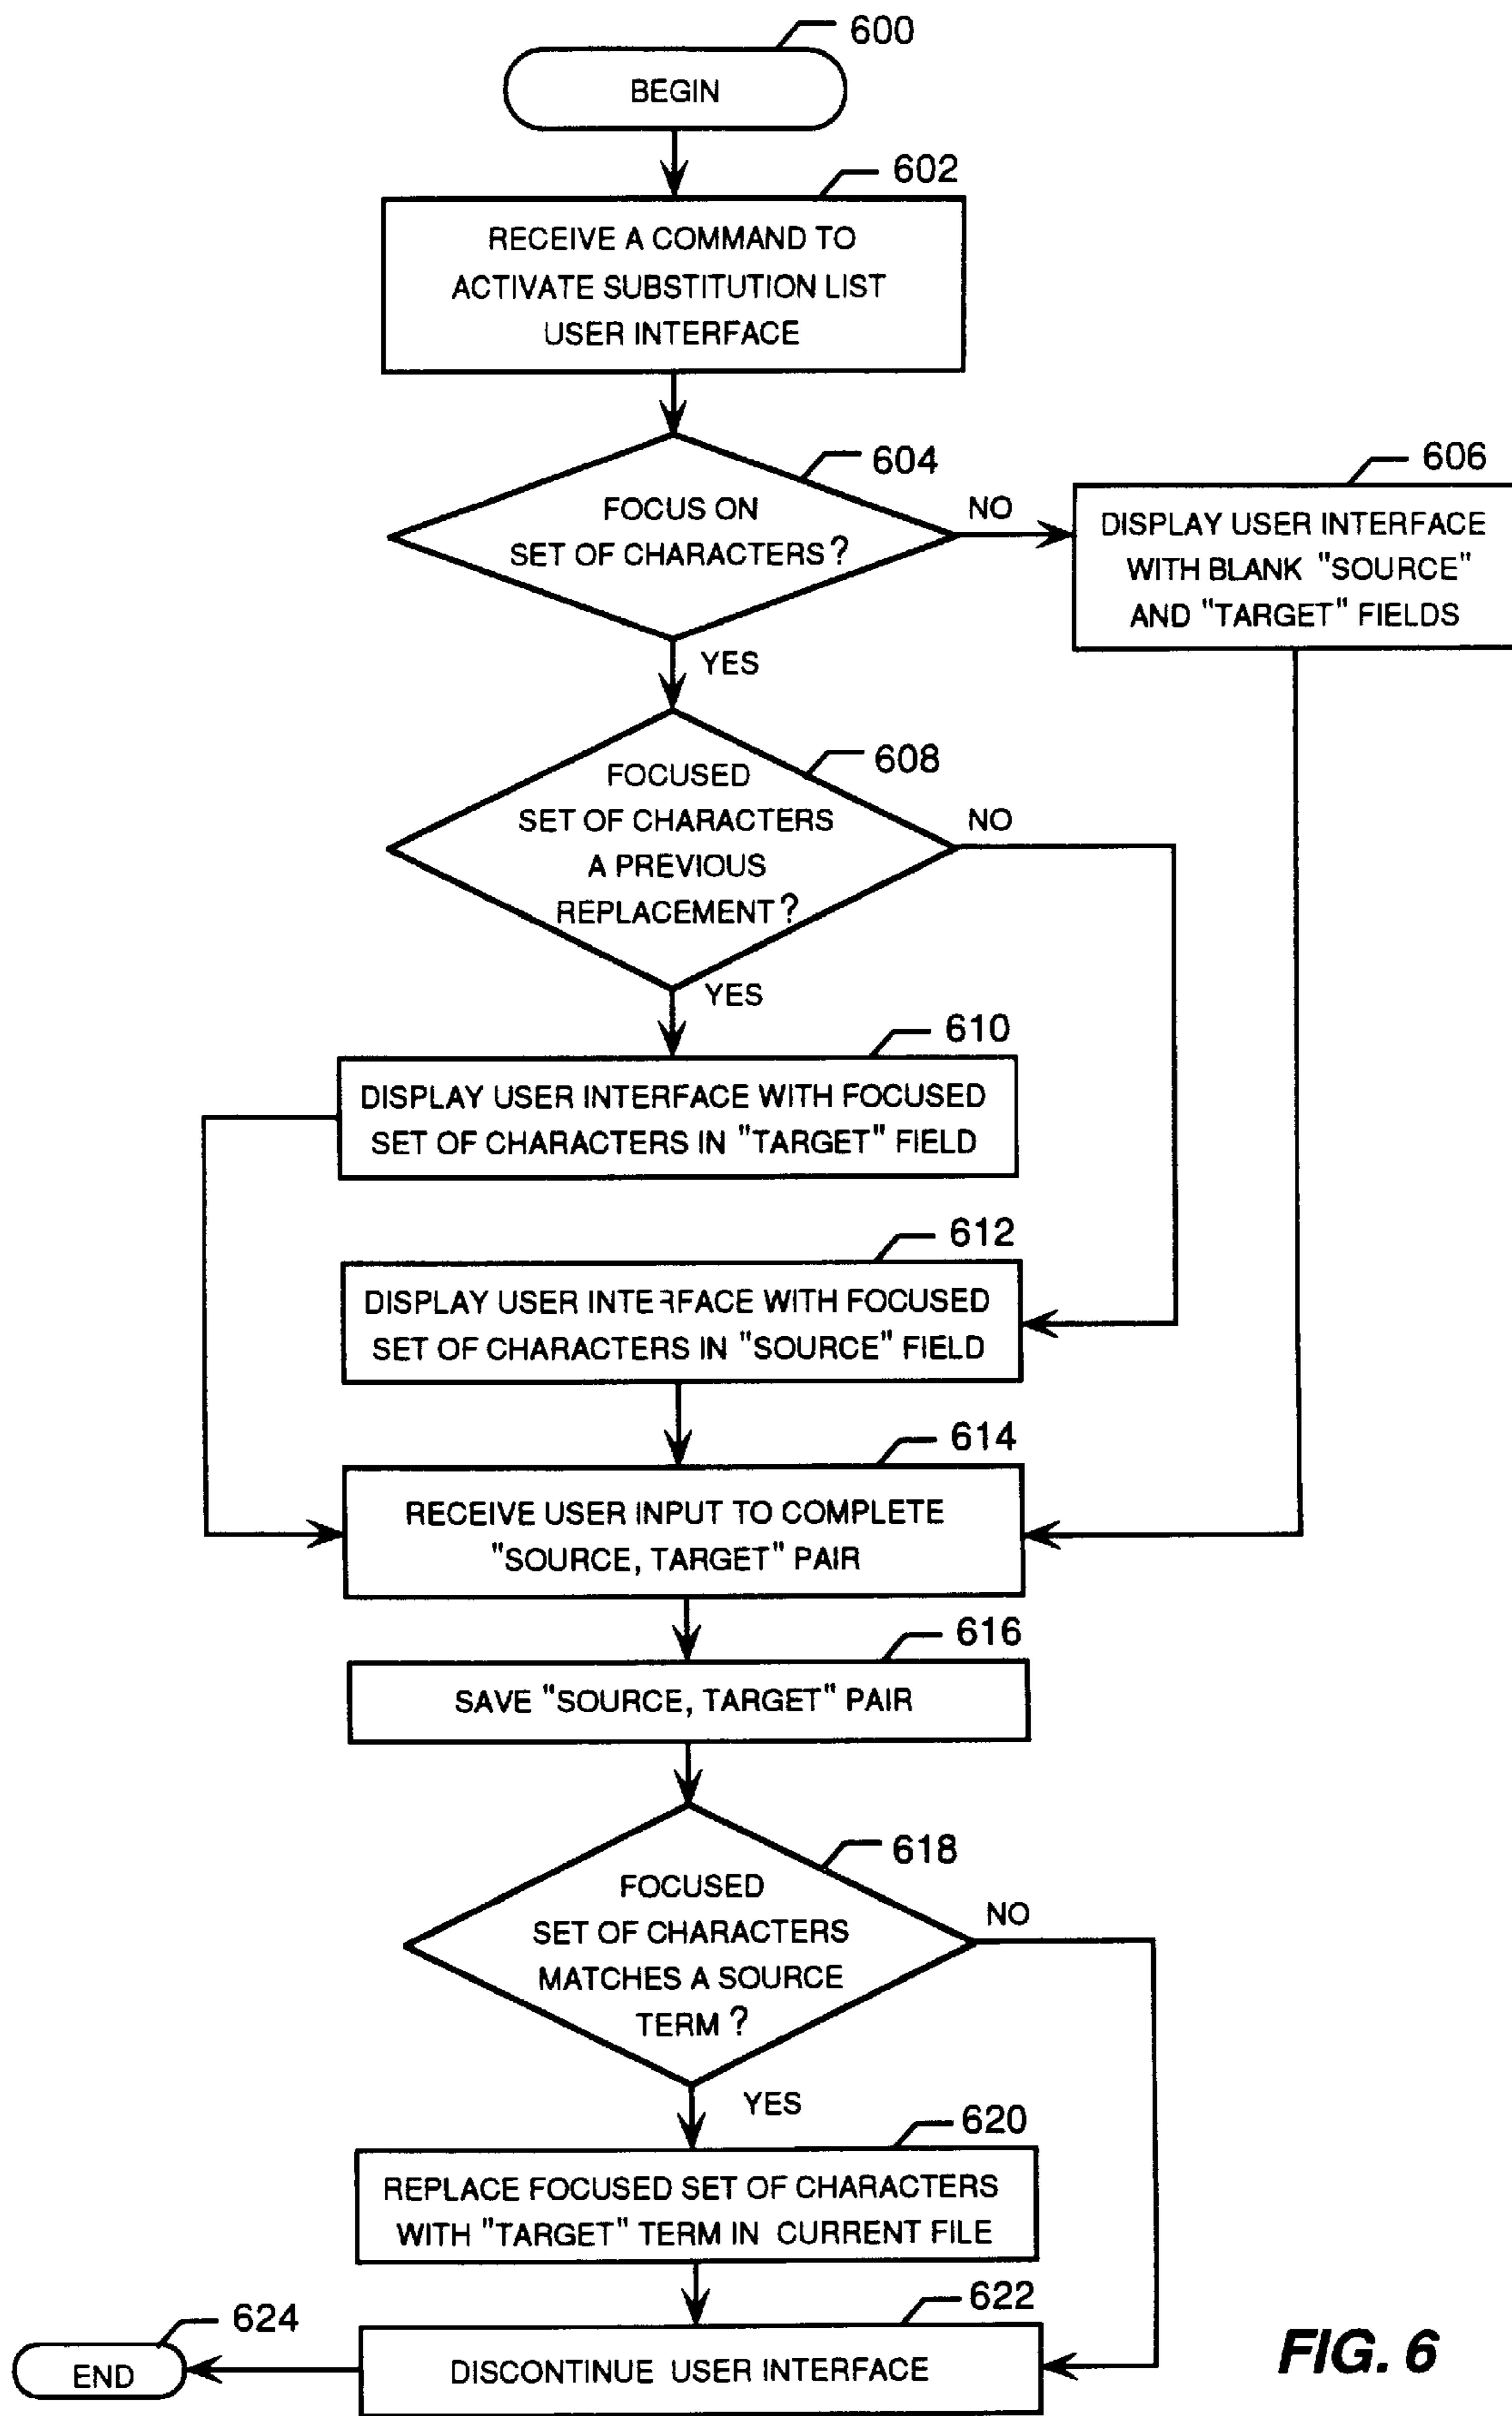 600
BEGIN
602
RECEIVE A COMMAND TO
ACTIVATE SUBSTITUTION LIST
USER INTERFACE
604
FOCUS ON
SET OF CHARACTERS?
NO
606
DISPLAY USER INTERFACE
WITH BLANK "SOURCE"
AND "TARGET" FIELDS
YES
608
FOCUSED
SET OF CHARACTERS
A PREVIOUS
REPLACEMENT?
NO
YES
610
DISPLAY USER INTERFACE WITH FOCUSED
SET OF CHARACTERS IN "TARGET" FIELD
612
DISPLAY USER INTERFACE WITH FOCUSED
SET OF CHARACTERS IN "SOURCE" FIELD
614
RECEIVE USER INPUT TO COMPLETE
"SOURCE, TARGET" PAIR
616
SAVE "SOURCE, TARGET" PAIR
618
FOCUSED
SET OF CHARACTERS
MATCHES A SOURCE
TERM?
NO
YES
620
REPLACE FOCUSED SET OF CHARACTERS
WITH "TARGET" TERM IN CURRENT FILE
622
DISCONTINUE USER INTERFACE
624
END
FIG. 6